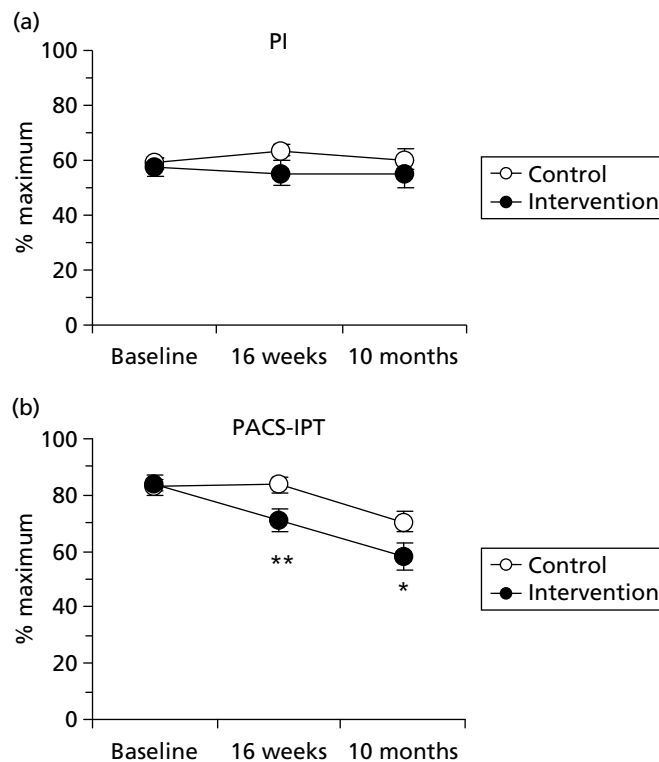 (a)
PI
100
80
60
40
20
0
% maximum
Baseline 16 weeks 10 months
Control
Intervention
(b)
PACS-IPT
100
80
60
40
20
0
% maximum
**
*
Baseline 16 weeks 10 months
Control
Intervention